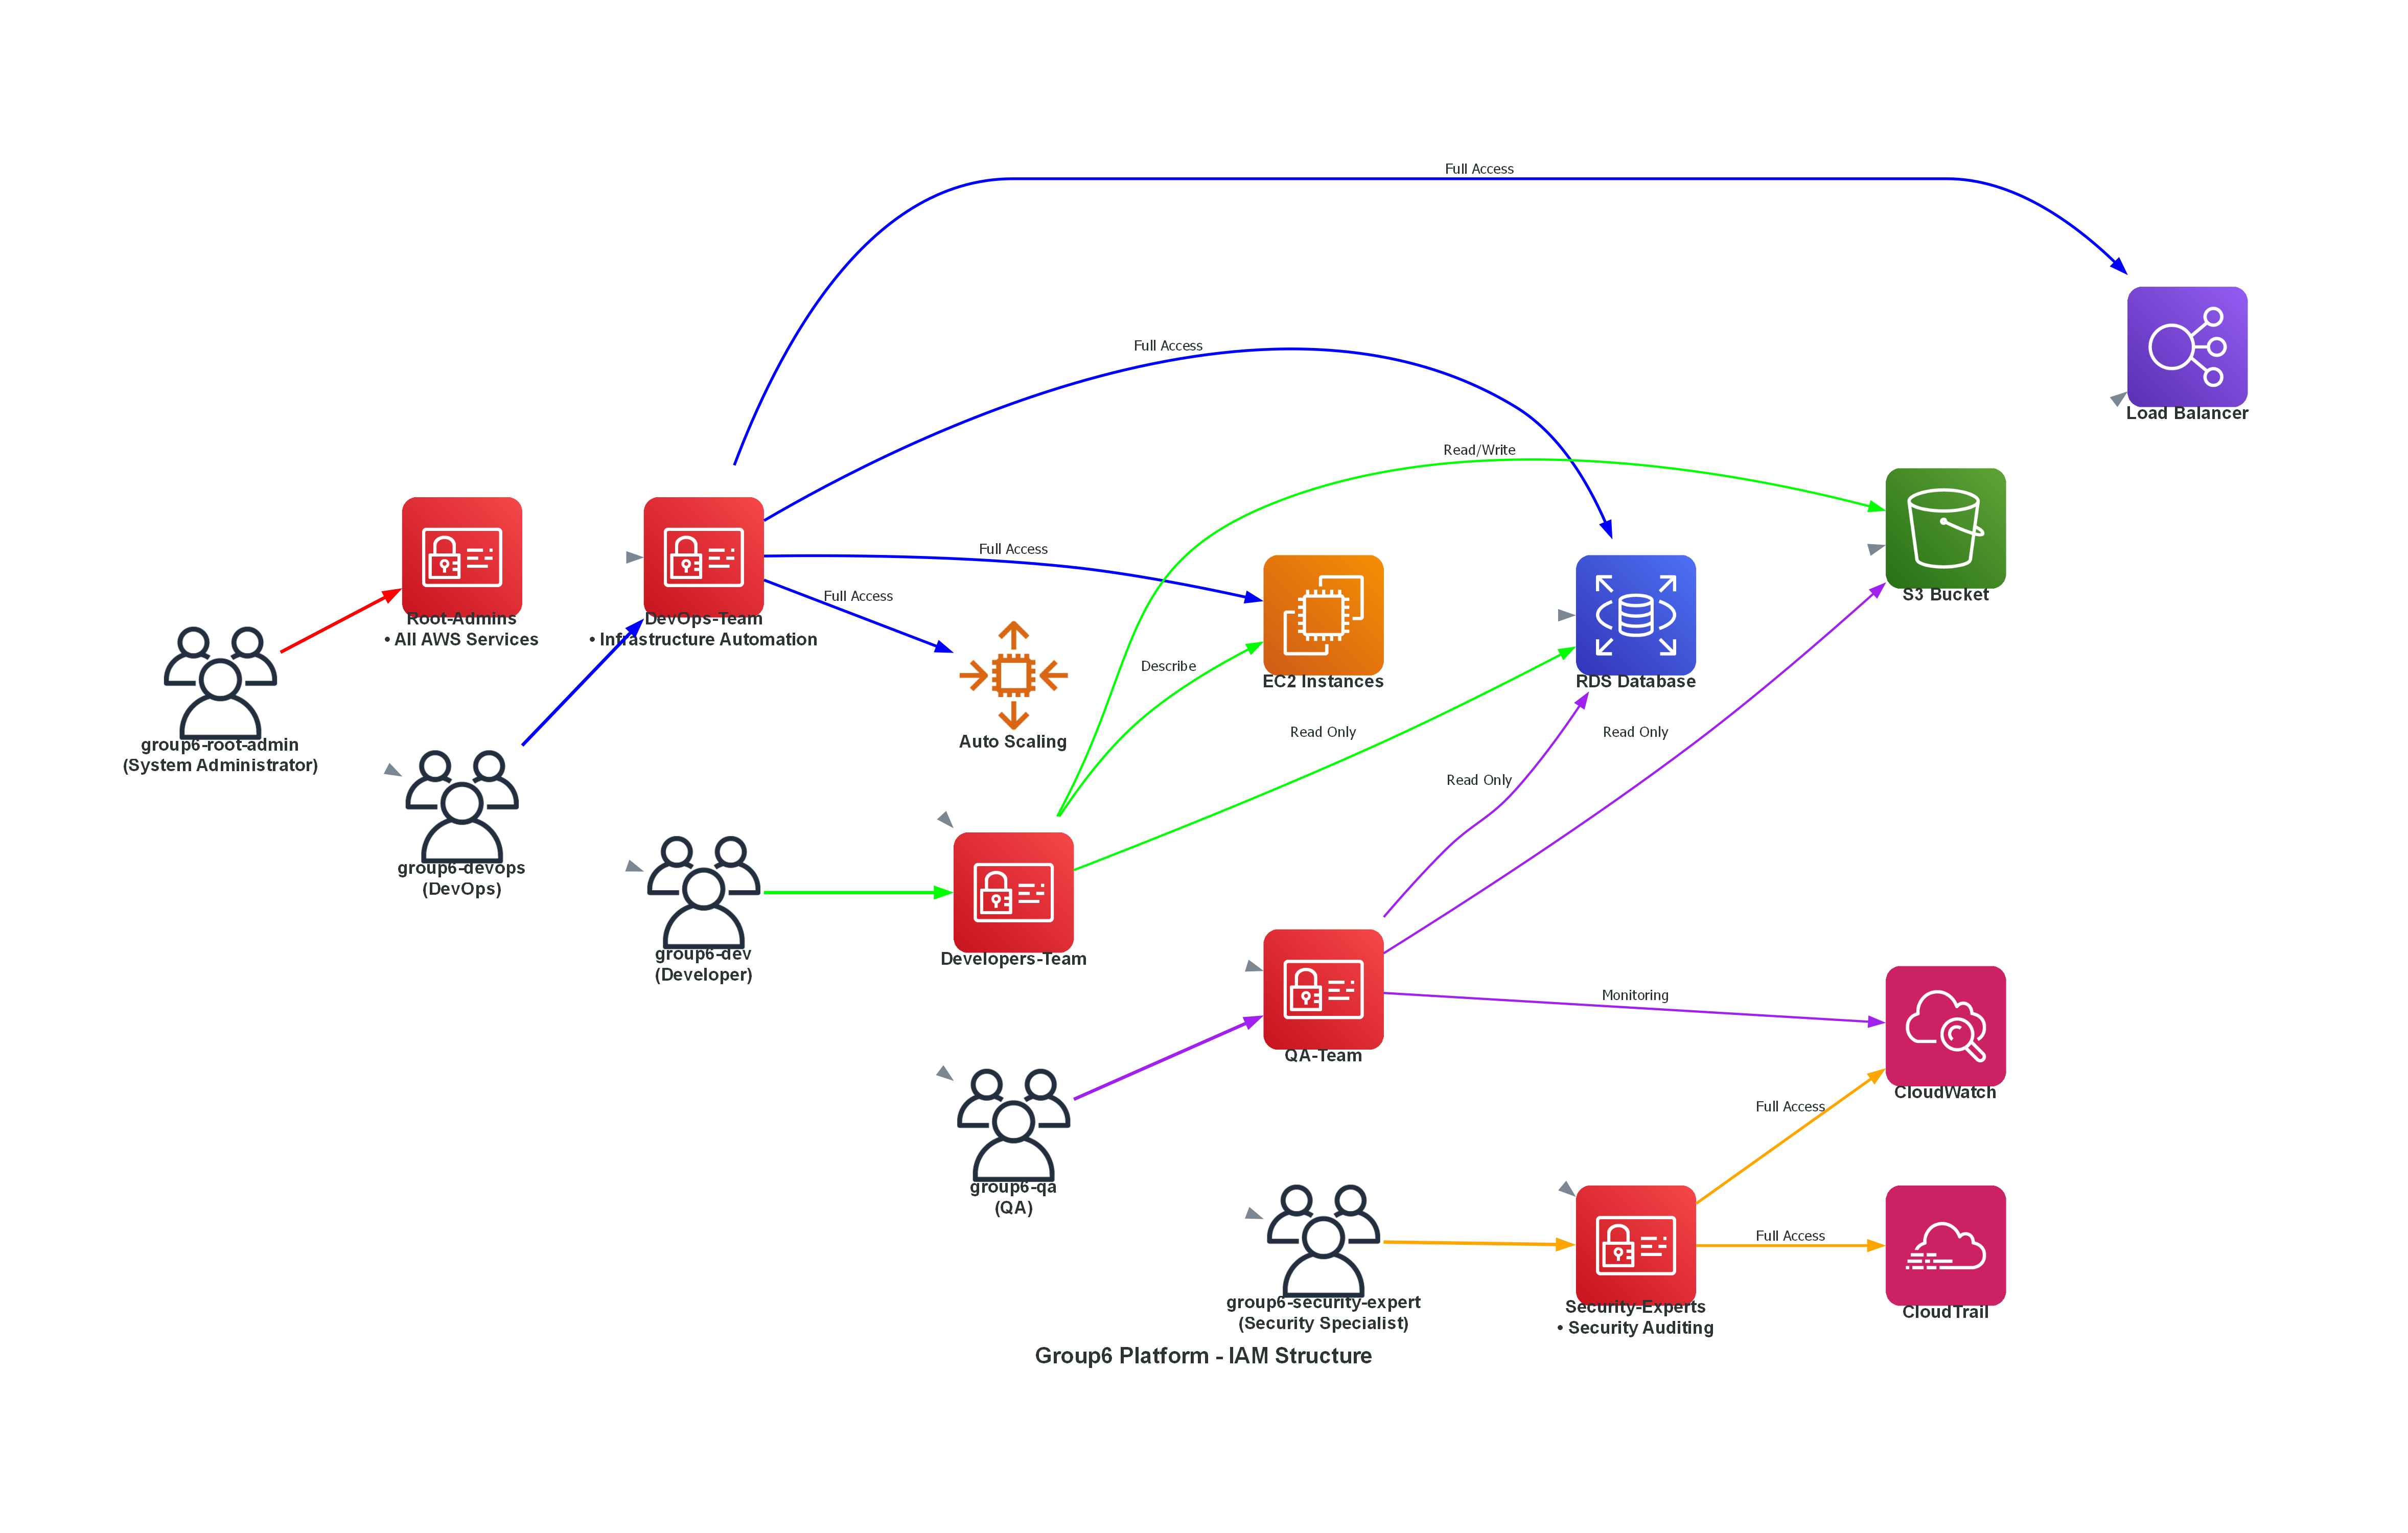 Full Access
Full Access
Load Balancer
Read/Write
Full Access
Full Access
S3 Bucket
Root-Admins
• All AWS Services
DevOps-Team
• Infrastructure Automation
Describe
EC2 Instances
RDS Database
Read Only
Read Only
Auto Scaling
group6-root-admin
(System Administrator)
Read Only
group6-devops
(DevOps)
group6-dev
(Developer)
Developers-Team
Monitoring
QA-Team
CloudWatch
Full Access
group6-qa
(QA)
Full Access
group6-security-expert
(Security Specialist)
Security-Experts
• Security Auditing
CloudTrail
Group6 Platform - IAM Structure